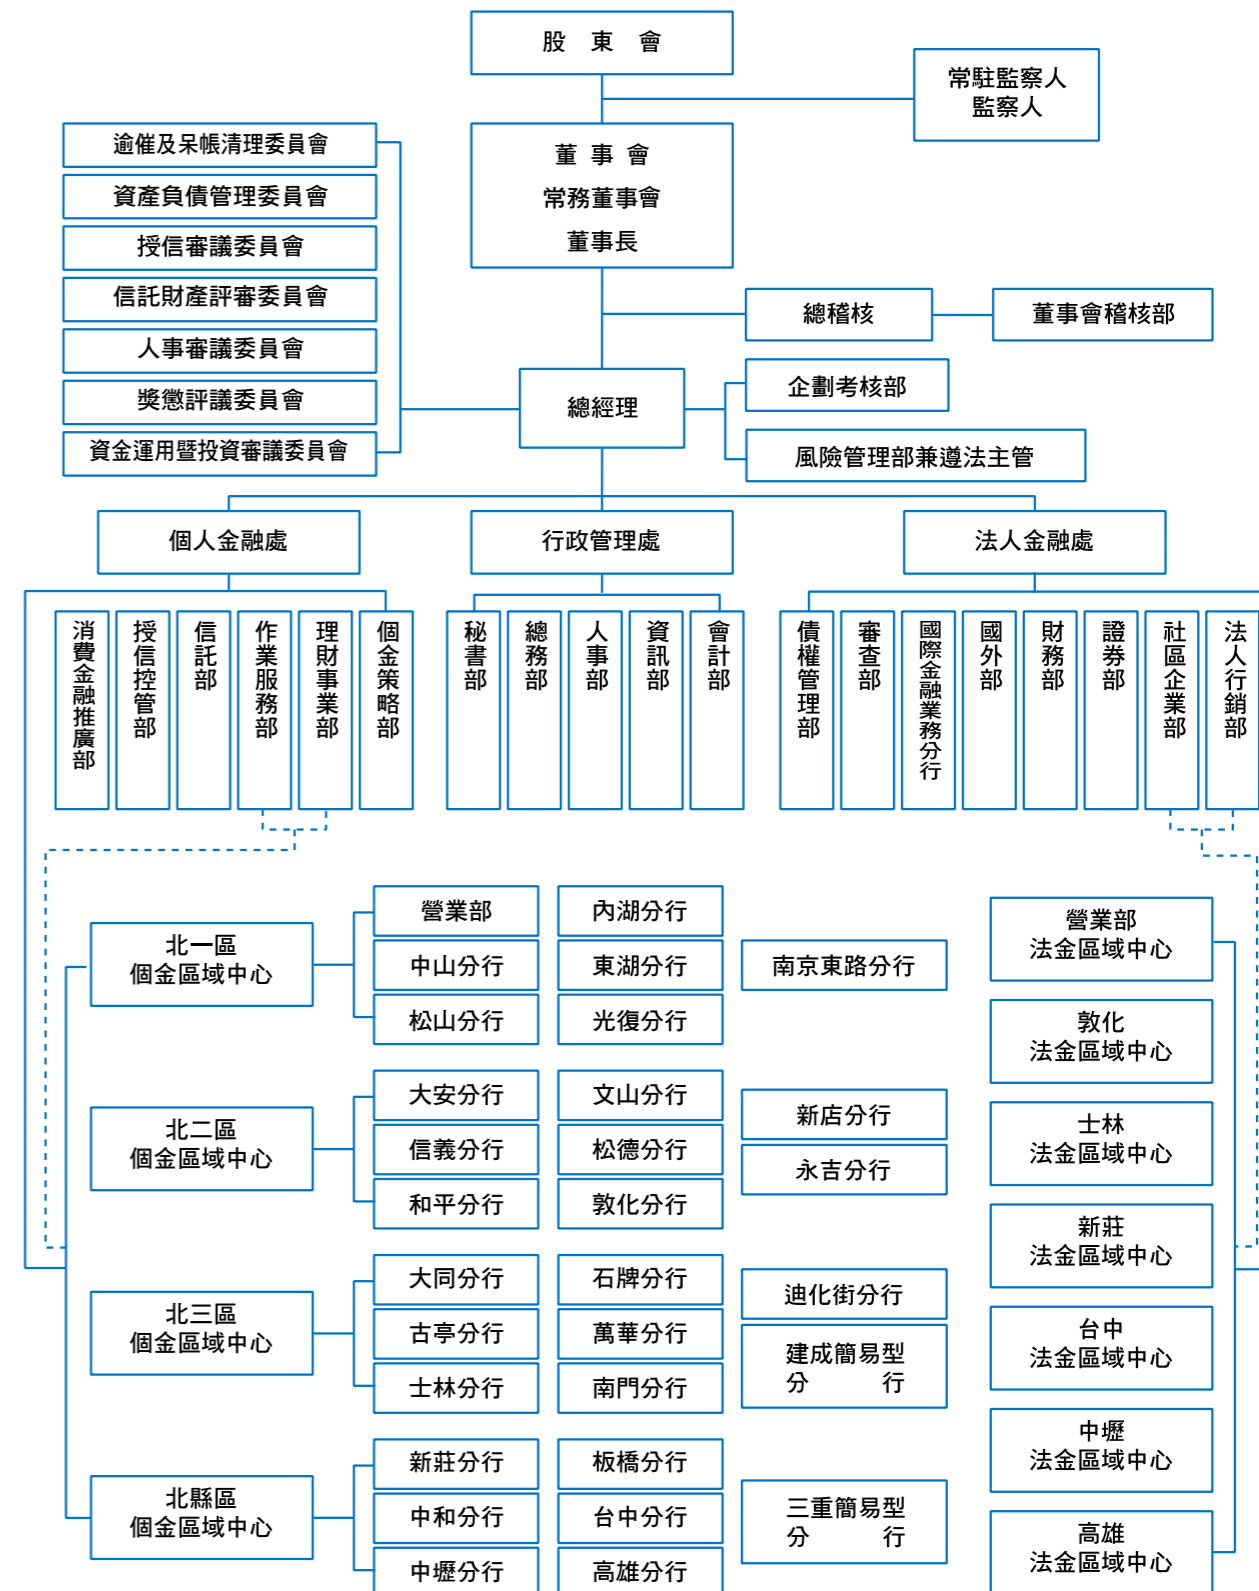 股 東 會
常駐監察人
監察人
董 事 會
常務董事會
董事長
逾催及呆帳清理委員會
資產負債管理委員會
授信審議委員會
信託財產評審委員會
人事審議委員會
獎懲評議委員會
資金運用暨投資審議委員會
總稽核
董事會稽核部
總經理
企劃考核部
風險管理部兼遵法主管
個人金融處
行政管理處
法人金融處
消費金融推廣部
授信控管部
信託部
作業服務部
理財事業部
個金策略部
秘書部
總務部
人事部
資訊部
會計部
債權管理部
審查部
國際金融業務分行
國外部
財務部
證券部
社區企業部
法人行銷部
北一區
個金區域中心
營業部
中山分行
松山分行
內湖分行
東湖分行
光復分行
南京東路分行
北二區
個金區域中心
大安分行
信義分行
和平分行
文山分行
松德分行
敦化分行
新店分行
永吉分行
北三區
個金區域中心
大同分行
古亭分行
士林分行
石牌分行
萬華分行
南門分行
迪化街分行
建成簡易型
分 行
北縣區
個金區域中心
新莊分行
中和分行
中壢分行
板橋分行
台中分行
高雄分行
三重簡易型
分 行
營業部
法金區域中心
敦化
法金區域中心
士林
法金區域中心
新莊
法金區域中心
台中
法金區域中心
中壢
法金區域中心
高雄
法金區域中心